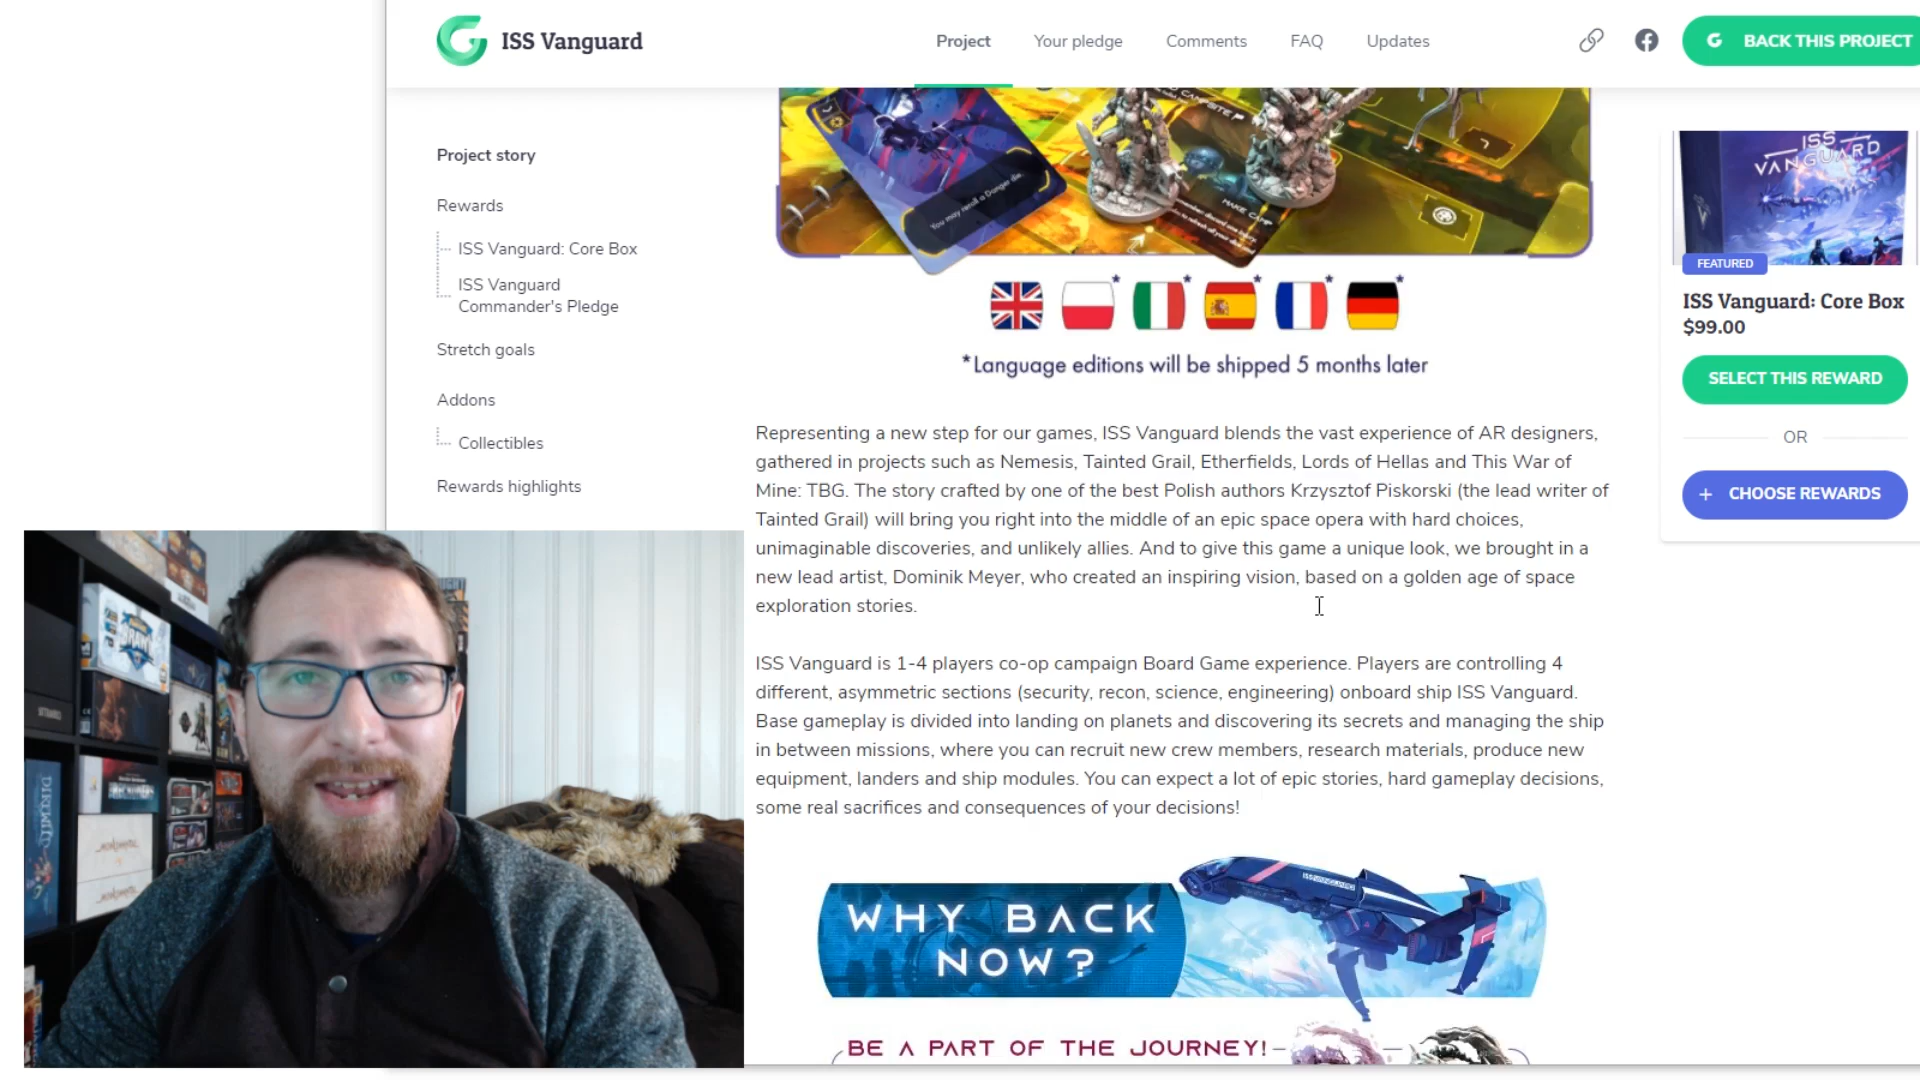 ISS Vanguard
Project
Your pledge
Comments
FAQ
Updates
BACK THIS PROJECT
Project story
Rewards
ISS Vanguard: Core Box
ISS Vanguard
Commander's Pledge
Stretch goals
Addons
Collectibles
Rewards highlights
You may reroll a Danger die.
MAKE CAMP
*Language editions will be shipped 5 months later
Representing a new step for our games, ISS Vanguard blends the vast experience of AR designers,
gathered in projects such as Nemesis, Tainted Grail, Etherfields, Lords of Hellas and This War of
Mine: TBG. The story crafted by one of the best Polish authors Krzysztof Piskorski (the lead writer of
Tainted Grail) will bring you right into the middle of an epic space opera with hard choices,
unimaginable discoveries, and unlikely allies. And to give this game a unique look, we brought in a
new lead artist, Dominik Meyer, who created an inspiring vision, based on a golden age of space
exploration stories.
ISS Vanguard is 1-4 players co-op campaign Board Game experience. Players are controlling 4
different, asymmetric sections (security, recon, science, engineering) onboard ship ISS Vanguard.
Base gameplay is divided into landing on planets and discovering its secrets and managing the ship
in between missions, where you can recruit new crew members, research materials, produce new
equipment, landers and ship modules. You can expect a lot of epic stories, hard gameplay decisions,
some real sacrifices and consequences of your decisions!
WHY BACK
NOW?
ISS VANGUARD
BE A PART OF THE JOURNEY!
ISS
VANGUARD
FEATURED
ISS Vanguard: Core Box
$99.00
SELECT THIS REWARD
OR
+ CHOOSE REWARDS